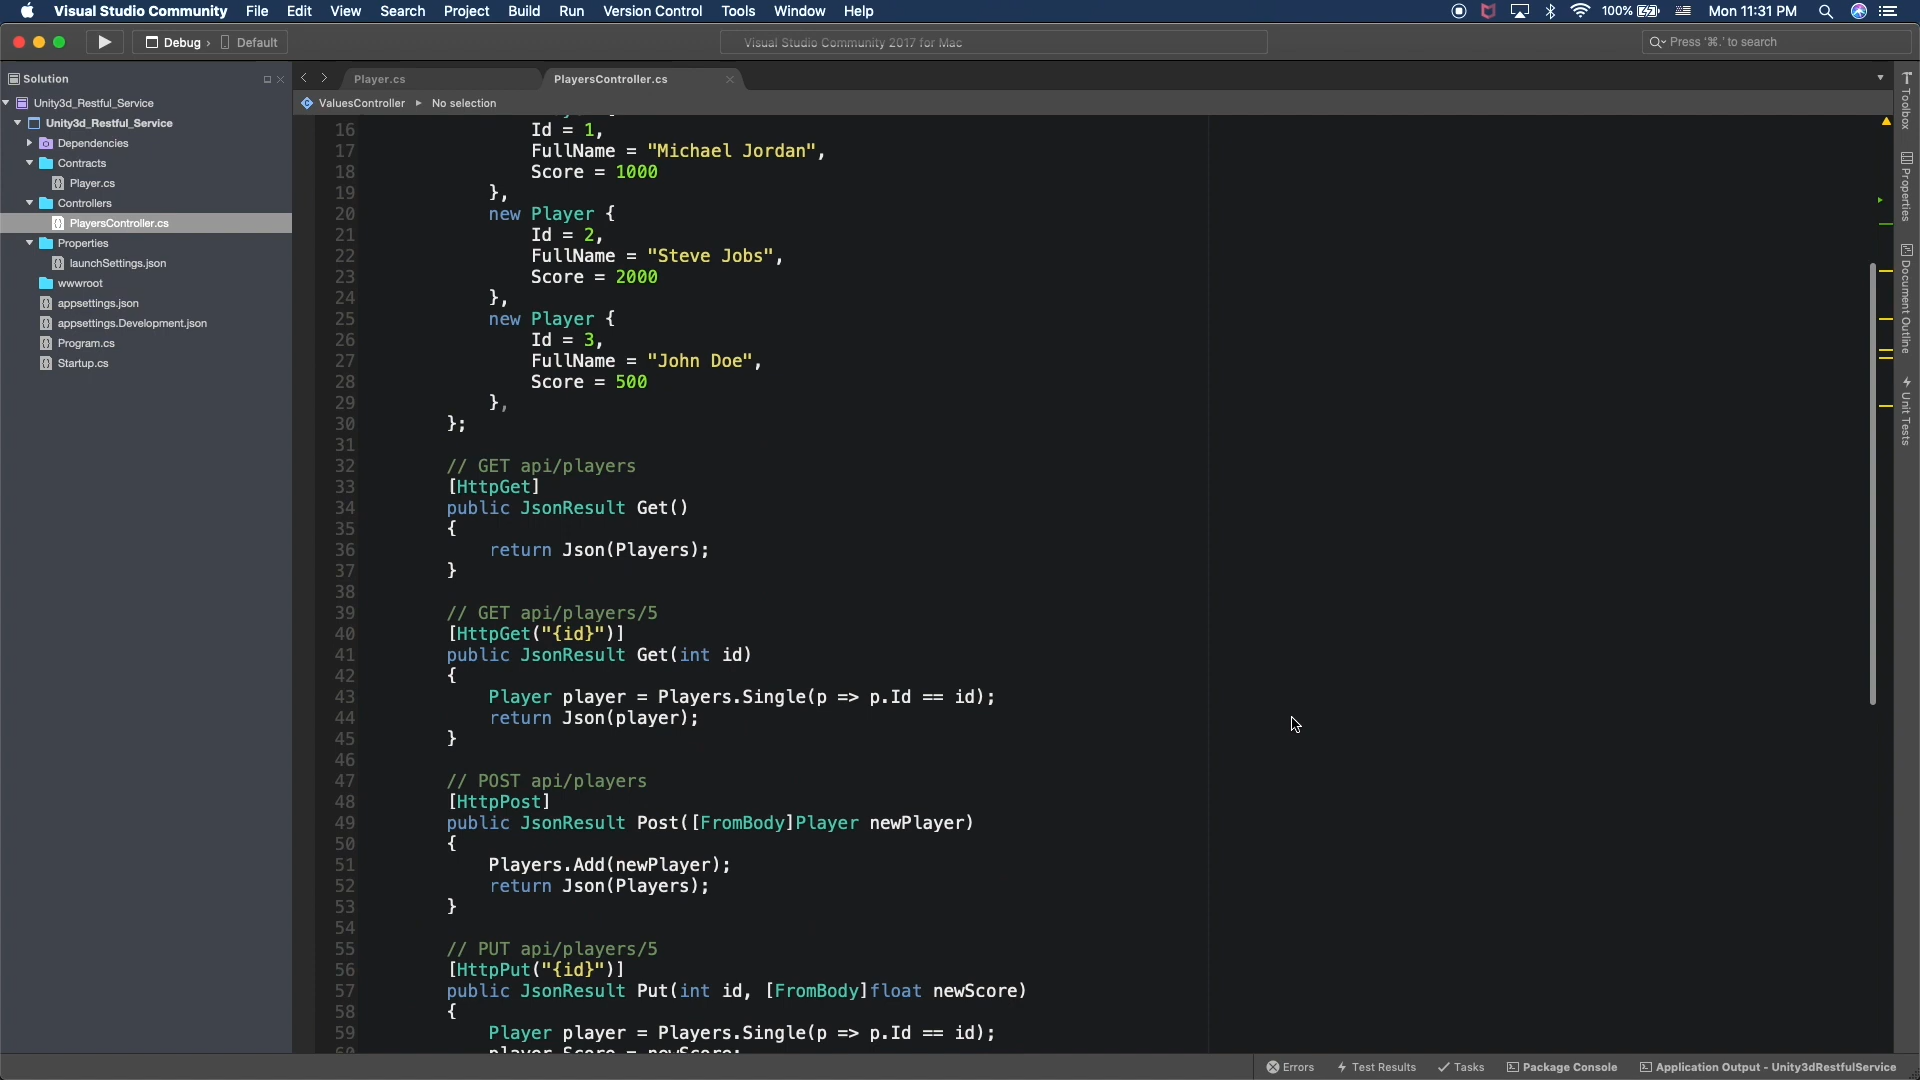 Visual Studio Community File Edit View Search Project Build Run Version Control Tools Window Help 100% Mon 11:31 PM
Debug › Default Visual Studio Community 2017 for Mac Press '⌘.' to search
Solution
Player.cs PlayersController.cs
ValuesController ▸ No selection
Unity3d_Restful_Service
Unity3d_Restful_Service
Dependencies
Contracts
Player.cs
Controllers
PlayersController.cs
Properties
launchSettings.json
wwwroot
appsettings.json
appsettings.Development.json
Program.cs
Startup.cs
16 Id = 1,
17 FullName = "Michael Jordan",
18 Score = 1000
19 },
20 new Player {
21 Id = 2,
22 FullName = "Steve Jobs",
23 Score = 2000
24 },
25 new Player {
26 Id = 3,
27 FullName = "John Doe",
28 Score = 500
29 },
30 };
31
32 // GET api/players
33 [HttpGet]
34 public JsonResult Get()
35 {
36 return Json(Players);
37 }
38
39 // GET api/players/5
40 [HttpGet("{id}")]
41 public JsonResult Get(int id)
42 {
43 Player player = Players.Single(p => p.Id == id);
44 return Json(player);
45 }
46
47 // POST api/players
48 [HttpPost]
49 public JsonResult Post([FromBody]Player newPlayer)
50 {
51 Players.Add(newPlayer);
52 return Json(Players);
53 }
54
55 // PUT api/players/5
56 [HttpPut("{id}")]
57 public JsonResult Put(int id, [FromBody]float newScore)
58 {
59 Player player = Players.Single(p => p.Id == id);
60 player.Score = newScore;
Toolbox
Properties
Document Outline
Unit Tests
Errors Test Results Tasks Package Console Application Output - Unity3dRestfulService